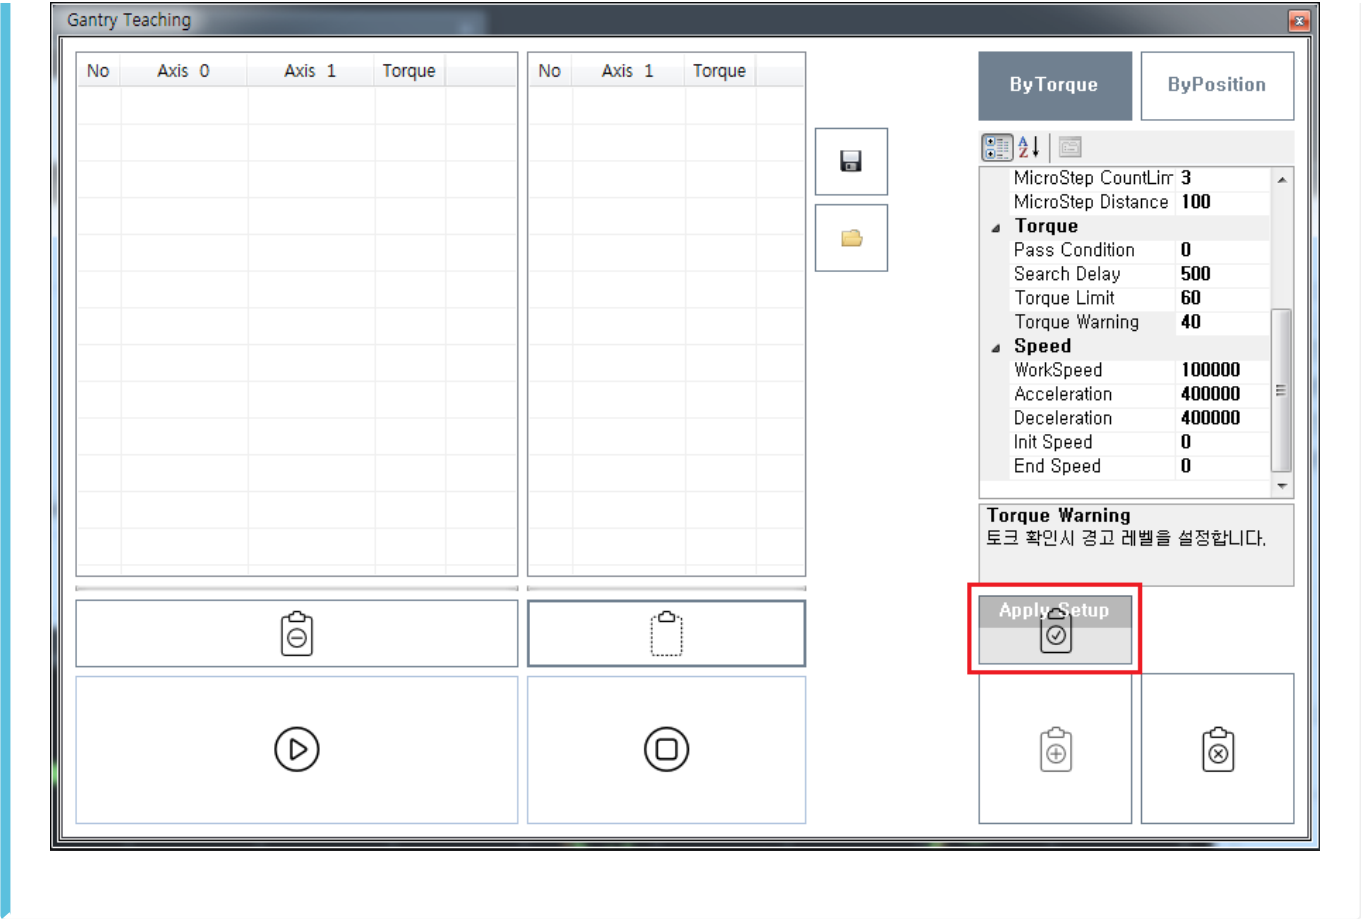 Gantry Teaching
No Axis 0 Axis 1 Torque
No Axis 1 Torque
ByTorque
ByPosition
MicroStep CountLim 3
MicroStep Distance 100
Torque
Pass Condition 0
Search Delay 500
Torque Limit 60
Torque Warning 40
Speed
WorkSpeed 100000
Acceleration 400000
Deceleration 400000
Init Speed 0
End Speed 0
Torque Warning
토크 확인시 경고 레벨을 설정합니다.
Apply Setup